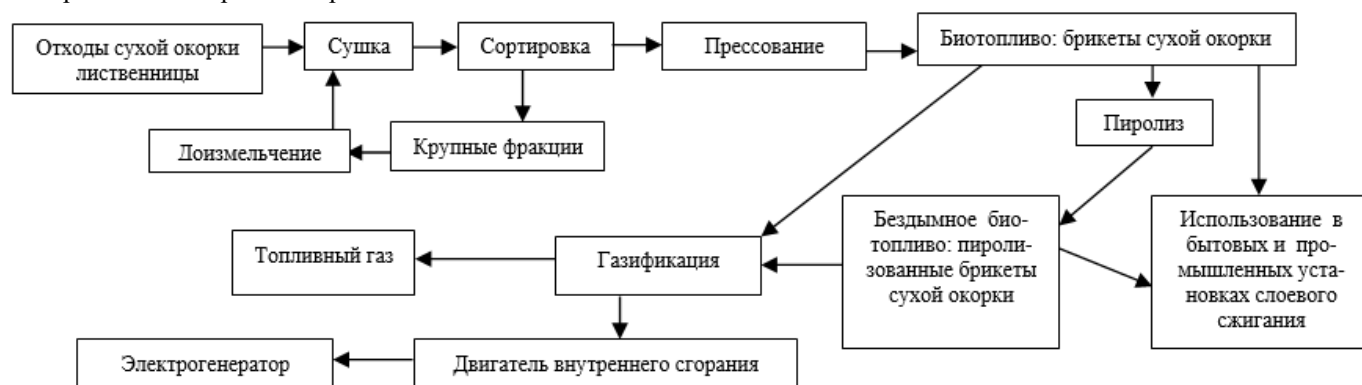 Отходы сухой окорки
лиственницы
Сушка
Сортировка
Прессование
Биотопливо: брикеты сухой окорки
Пиролиз
Доизмельчение
Крупные фракции
Бездымное био-
топливо: пироли-
зованные брикеты
сухой окорки
Использование в
бытовых и про-
мышленных уста-
новках слоевого
сжигания
Топливный газ
Газификация
Электрогенератор
Двигатель внутреннего сгорания